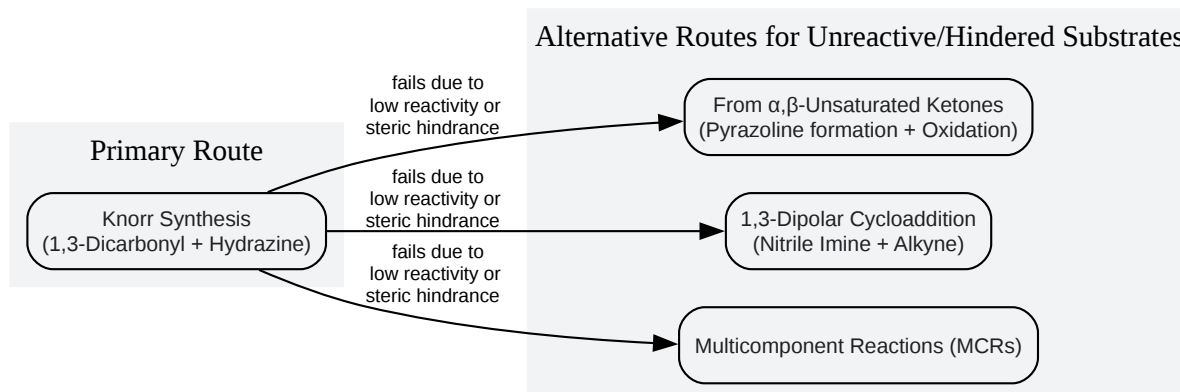 Alternative Routes for Unreactive/Hindered Substrates
Primary Route
Knorr Synthesis
(1,3-Dicarbonyl + Hydrazine)
fails due to
low reactivity or
steric hindrance
From α,β-Unsaturated Ketones
(Pyrazoline formation + Oxidation)
fails due to
low reactivity or
steric hindrance
1,3-Dipolar Cycloaddition
(Nitrile Imine + Alkyne)
fails due to
low reactivity or
steric hindrance
Multicomponent Reactions (MCRs)